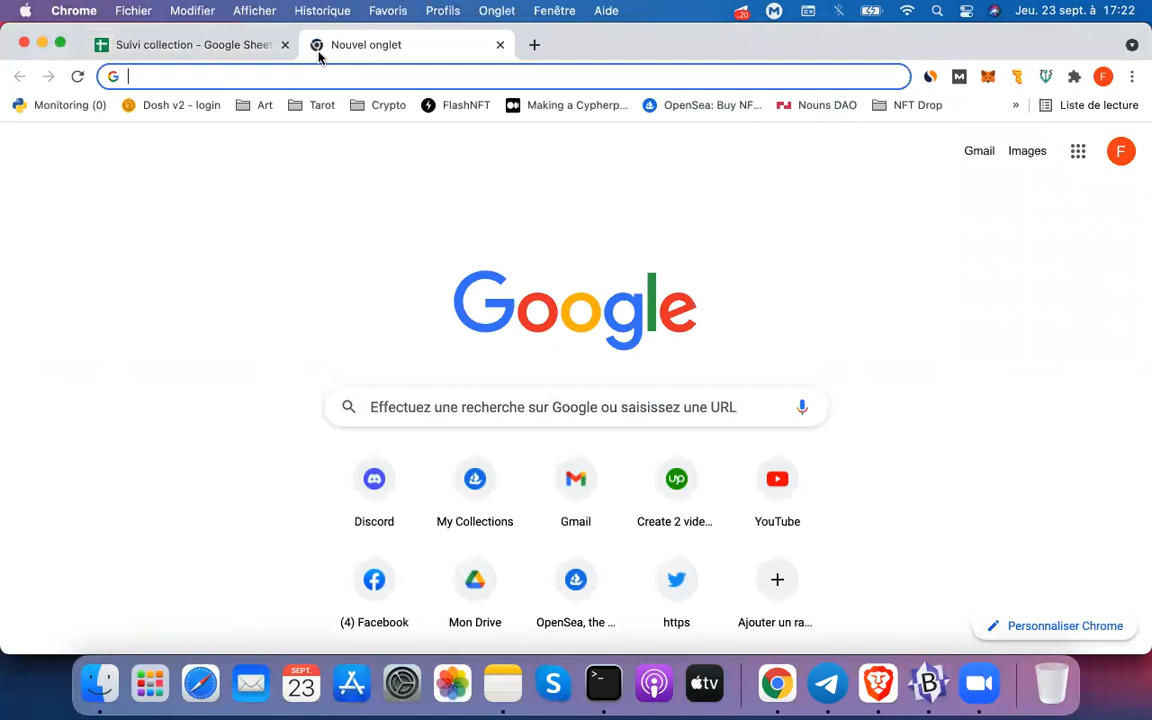 Chrome Fichier Modifier Afficher Historique Favoris Profils Onglet Fenêtre Aide 20 Jeu. 23 sept. à 17:22
Suivi collection - Google Sheet Nouvel onglet
G
Monitoring (0) Dosh v2 - login Art Tarot Crypto FlashNFT Making a Cypherp... OpenSea: Buy NF... Nouns DAO NFT Drop » Liste de lecture
Gmail Images F
Google
Effectuez une recherche sur Google ou saisissez une URL
Discord My Collections Gmail Create 2 vide... YouTube
(4) Facebook Mon Drive OpenSea, the ... https Ajouter un ra...
Personnaliser Chrome
SEPT.
23
tv